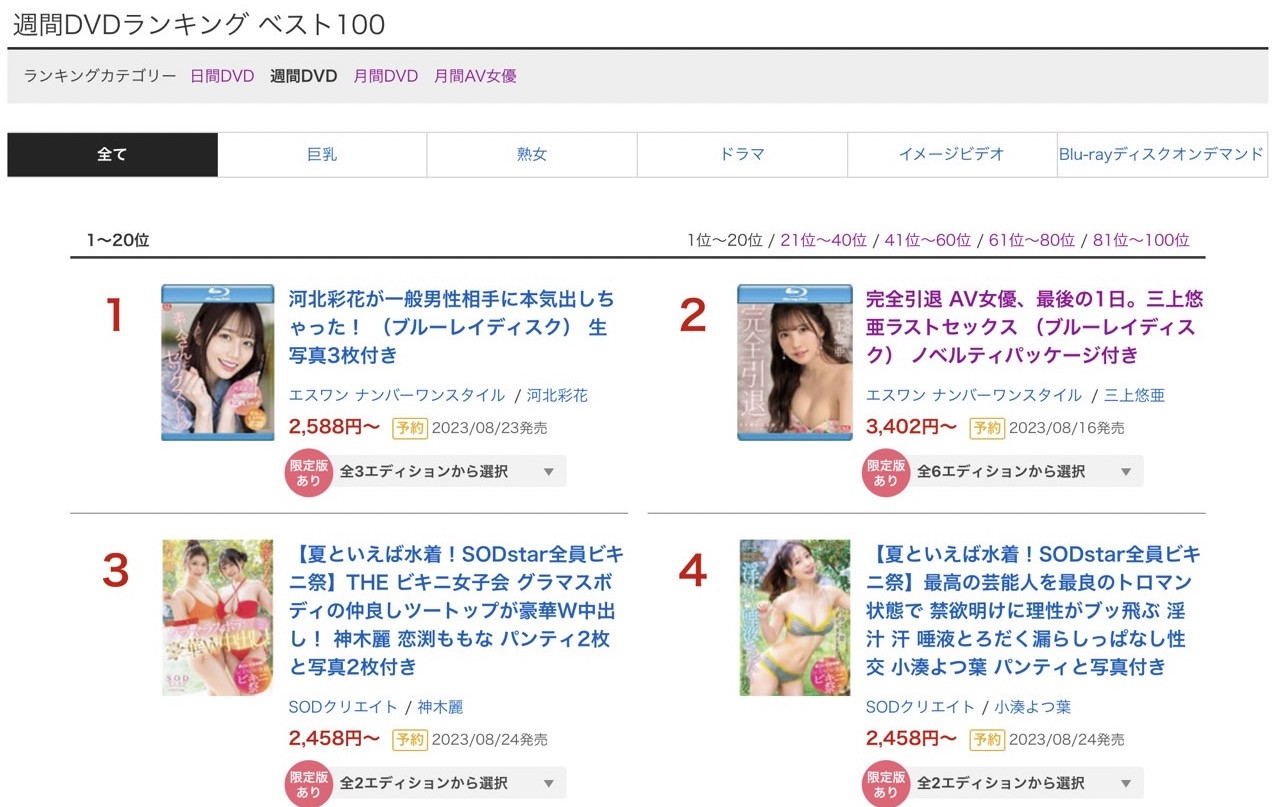 週間DVDランキング ベスト100
ランキングカテゴリー 日間DVD 週間DVD 月間DVD 月間AV女優
全て 巨乳 熟女 ドラマ イメージビデオ Blu-rayディスクオンデマンド
1〜20位 1位〜20位 / 21位〜40位 / 41位〜60位 / 61位〜80位 / 81位〜100位
1
河北彩花が一般男性相手に本気出しち
ゃった！ （ブルーレイディスク） 生
写真3枚付き
エスワン ナンバーワンスタイル / 河北彩花
2,588円〜 予約 2023/08/23発売
限定版
あり
全3エディションから選択
2
完全引退
完全引退 AV女優、最後の1日。三上悠
亜ラストセックス （ブルーレイディス
ク） ノベルティパッケージ付き
エスワン ナンバーワンスタイル / 三上悠亜
3,402円〜 予約 2023/08/16発売
限定版
あり
全6エディションから選択
3
【夏といえば水着！SODstar全員ビキ
ニ祭】THE ビキニ女子会 グラマスボ
ディの仲良しツートップが豪華W中出
し！ 神木麗 恋渕ももな パンティ2枚
と写真2枚付き
SODクリエイト / 神木麗
2,458円〜 予約 2023/08/24発売
限定版
あり
全2エディションから選択
4
【夏といえば水着！SODstar全員ビキ
ニ祭】最高の芸能人を最良のトロマン
状態で 禁欲明けに理性がブッ飛ぶ 淫
汁 汗 唾液とろだく漏らしっぱなし性
交 小湊よつ葉 パンティと写真付き
SODクリエイト / 小湊よつ葉
2,458円〜 予約 2023/08/24発売
限定版
あり
全2エディションから選択